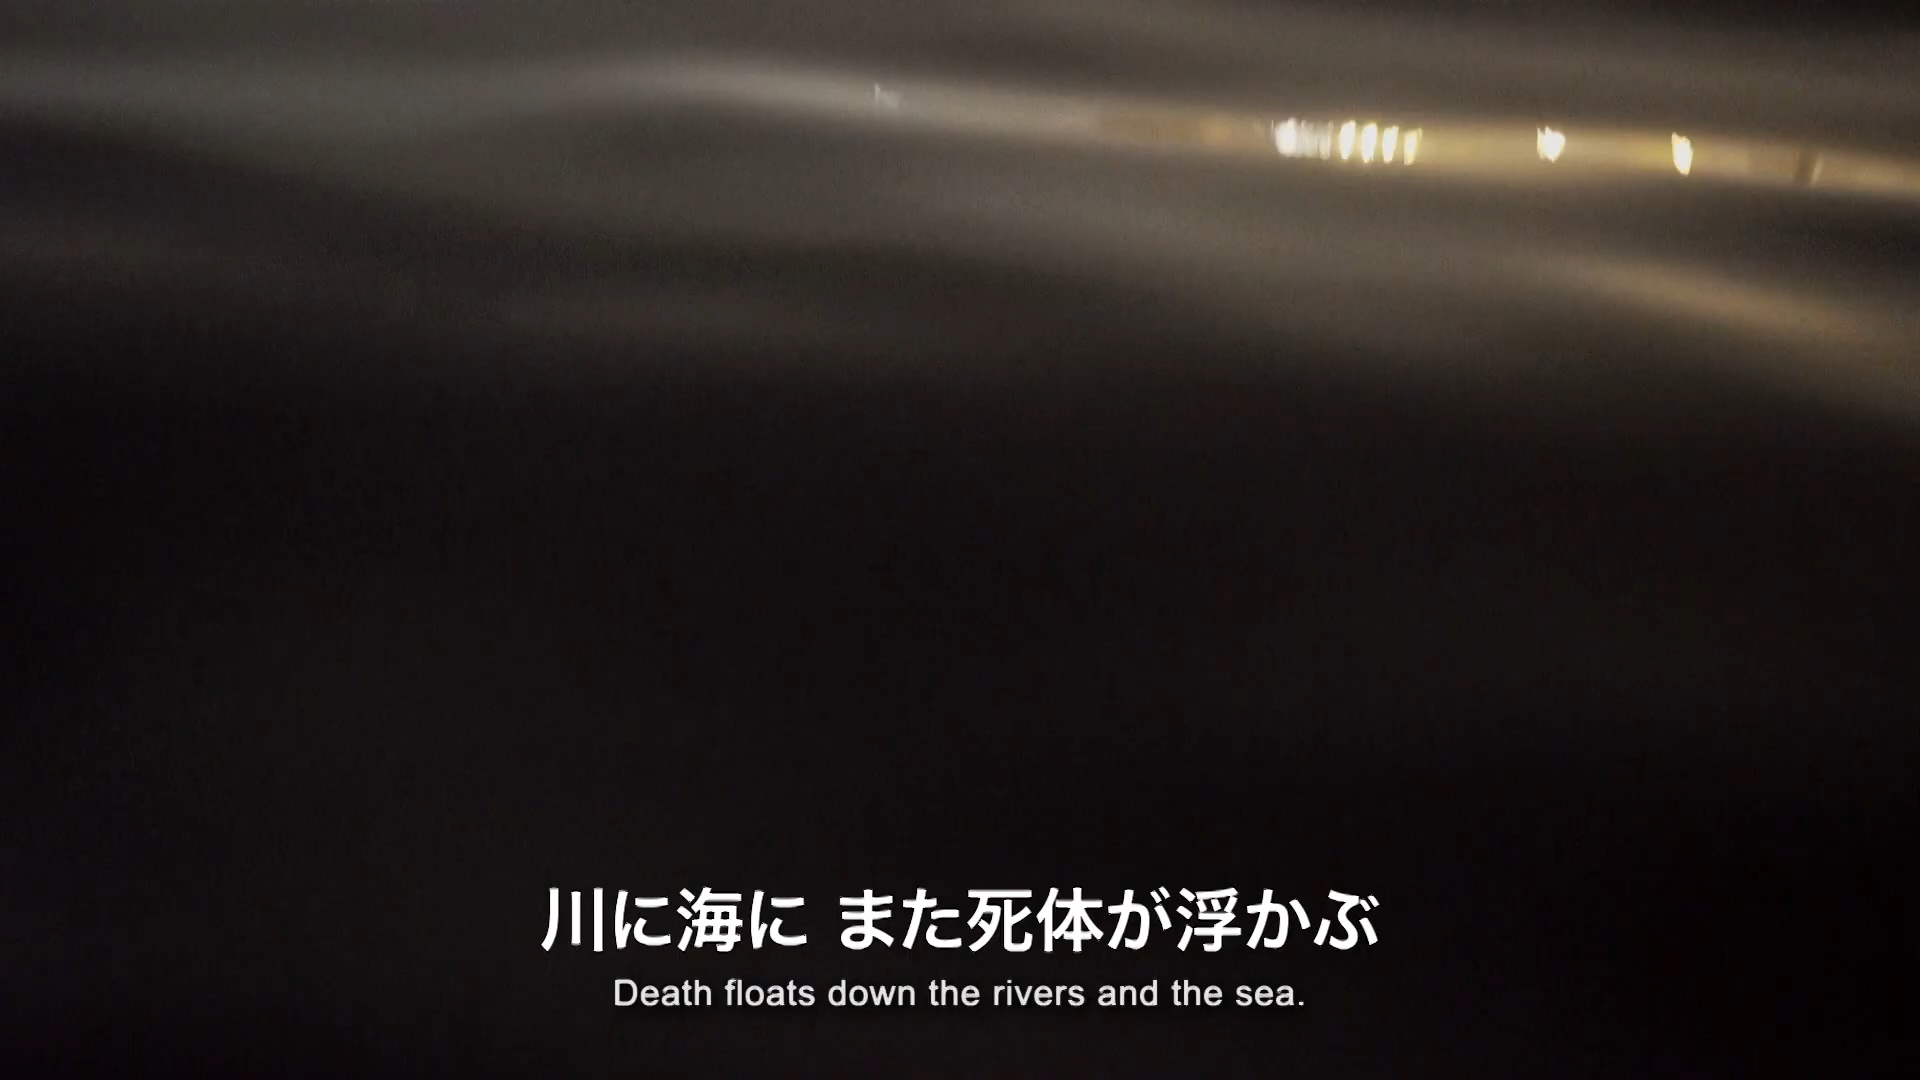 川に海に また死体が浮かぶ
Death floats down the rivers and the sea.